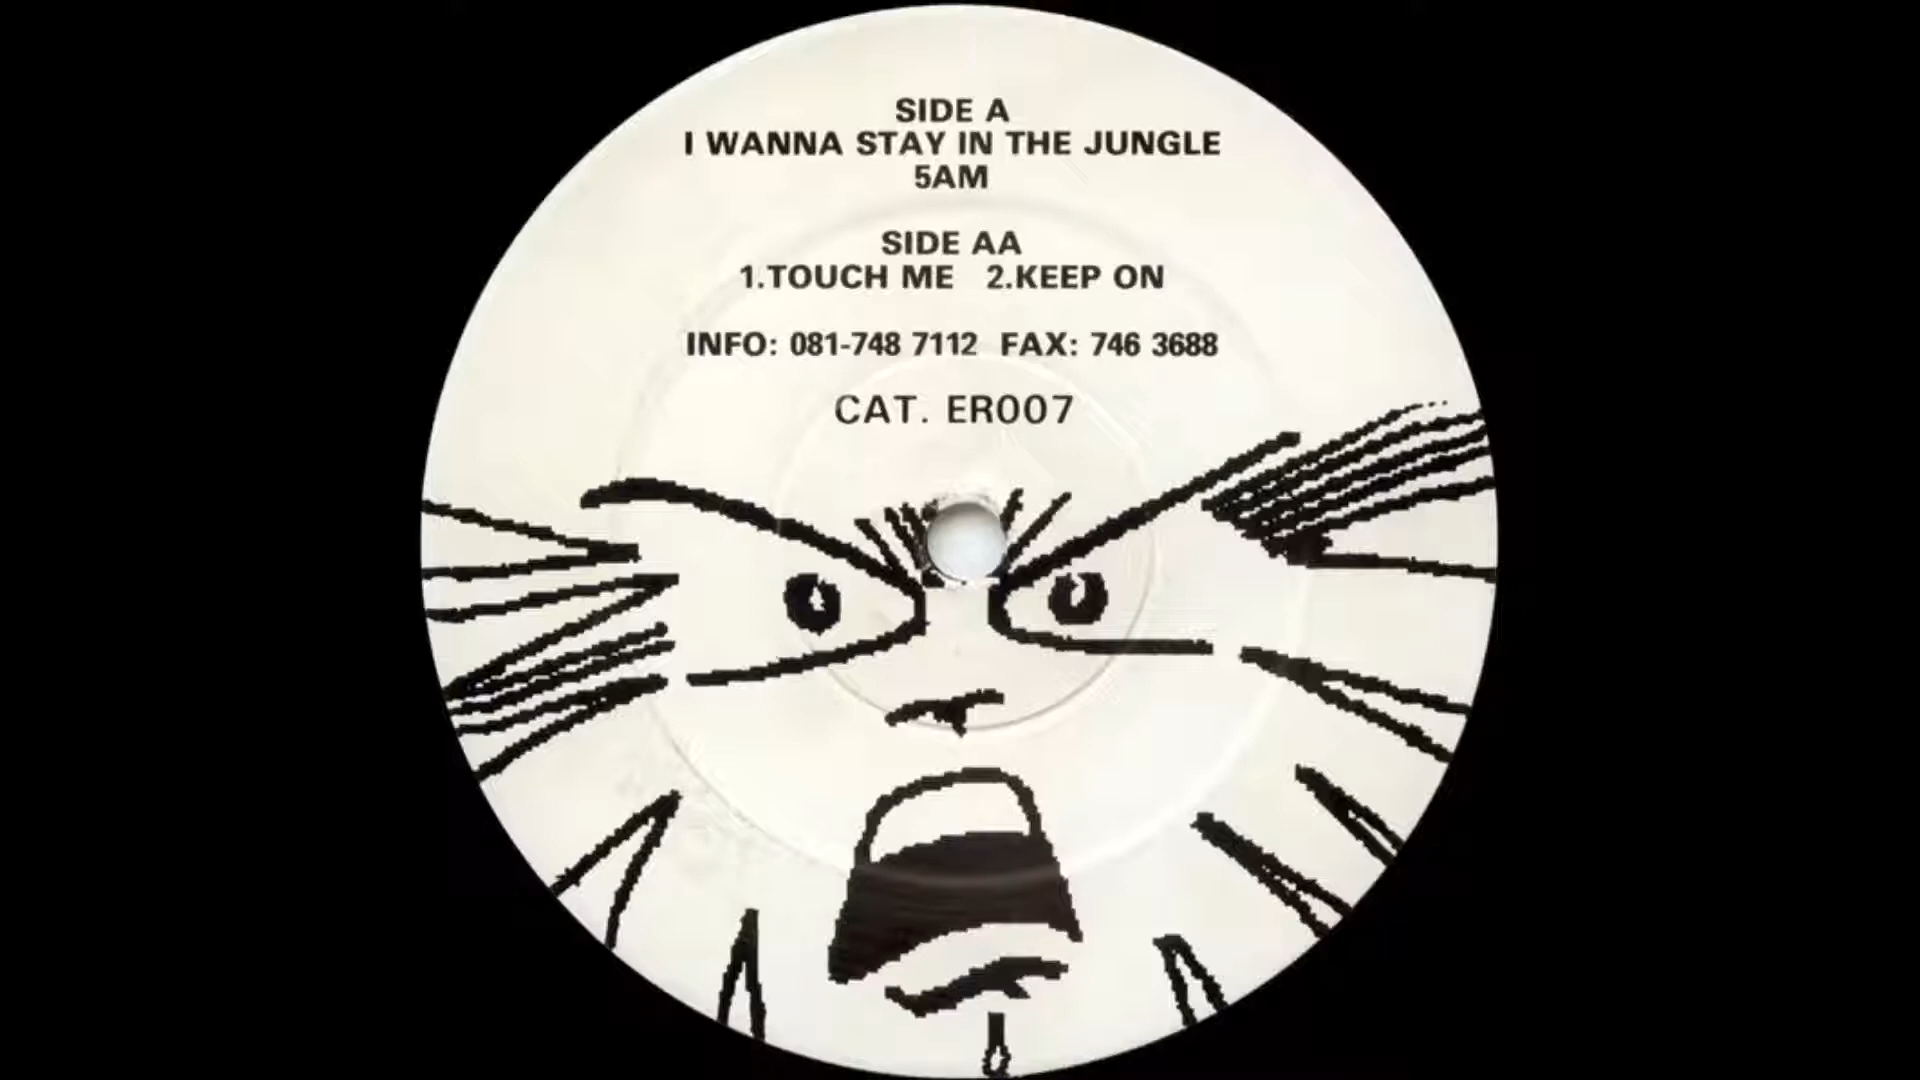 SIDE A
I WANNA STAY IN THE JUNGLE
5AM
SIDE AA
1.TOUCH ME 2.KEEP ON
INFO: 081-748 7112 FAX: 746 3688
CAT. ER007